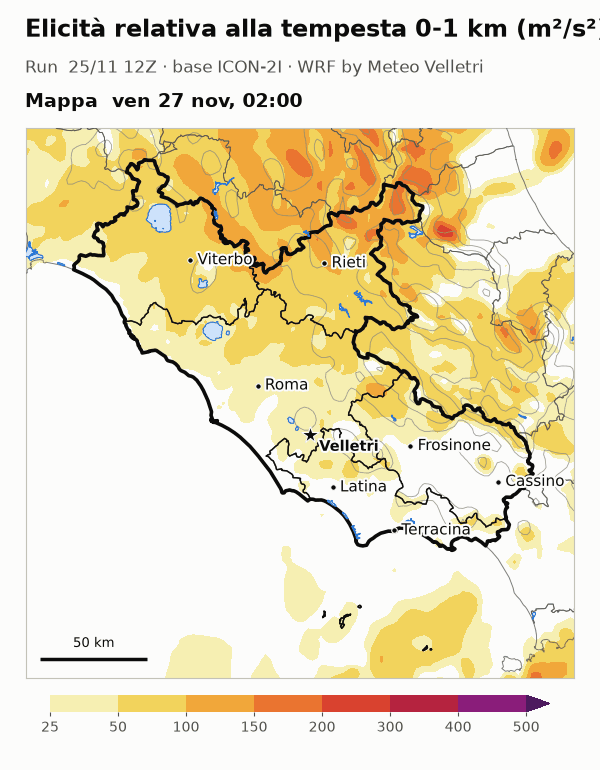 Elicità relativa alla tempesta 0-1 km (m²/s²)
Run 25/11 12Z · base ICON-2I · WRF by Meteo Velletri
Mappa ven 27 nov, 02:00
Viterbo
Rieti
Roma
Velletri
Frosinone
Latina
Cassino
Terracina
50 km
25 50 100 150 200 300 400 500